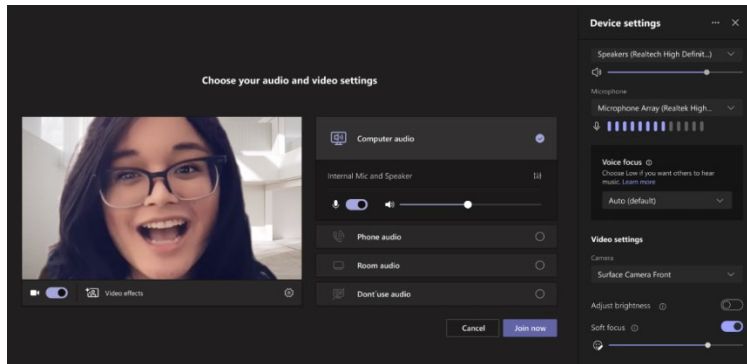 Choose your audio and video settings
Video effects
Computer audio
Internal Mic and Speaker
Phone audio
Room audio
Dont'use audio
Cancel
Join now
Device settings
Speakers (Realtech High Definit...)
Microphone
Microphone Array (Realtek High...
Voice focus
Choose Low if you want others to hear
music. Learn more
Auto (default)
Video settings
Camera
Surface Camera Front
Adjust brightness
Soft focus